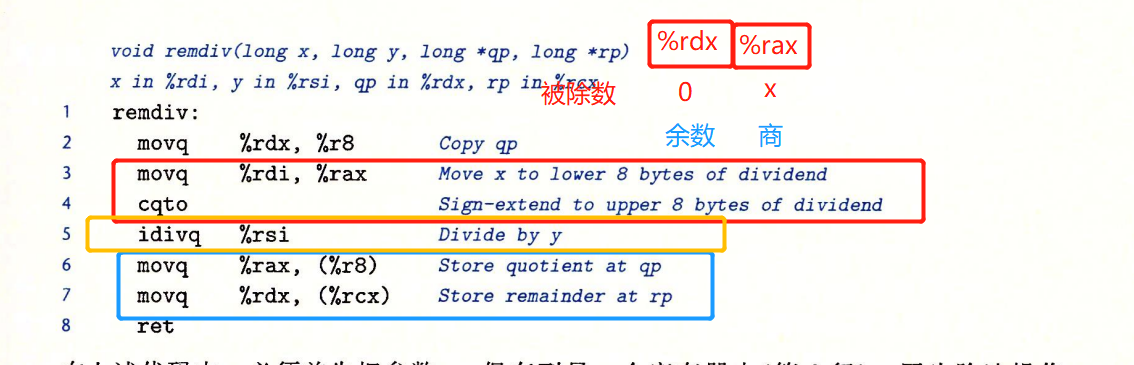 %rdx %rax
void remdiv(long x, long y, long *qp, long *rp)
x in %rdi, y in %rsi, qp in %rdx, rp in %rcx
被除数 0 x
1 remdiv:
余数 商
2 movq %rdx, %r8 Copy qp
3 movq %rdi, %rax Move x to lower 8 bytes of dividend
4 cqto Sign-extend to upper 8 bytes of dividend
5 idivq %rsi Divide by y
6 movq %rax, (%r8) Store quotient at qp
7 movq %rdx, (%rcx) Store remainder at rp
8 ret